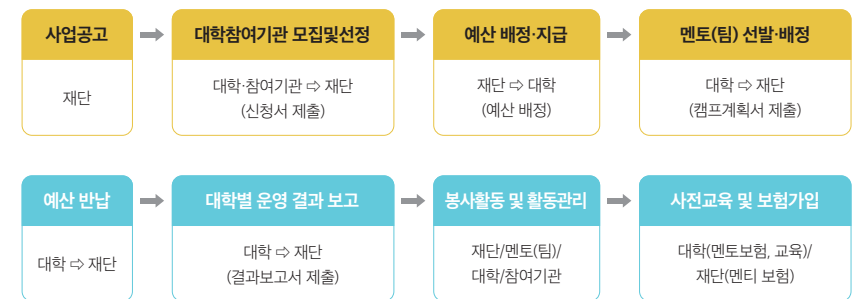 사업공고
재단
대학참여기관 모집및선정
대학·참여기관 ⇨ 재단
(신청서 제출)
예산 배정·지급
재단 ⇨ 대학
(예산 배정)
멘토(팀) 선발·배정
대학 ⇨ 재단
(캠프계획서 제출)
예산 반납
대학 ⇨ 재단
대학별 운영 결과 보고
대학 ⇨ 재단
(결과보고서 제출)
봉사활동 및 활동관리
재단/멘토(팀)/
대학/참여기관
사전교육 및 보험가입
대학(멘토보험, 교육)/
재단(멘티 보험)